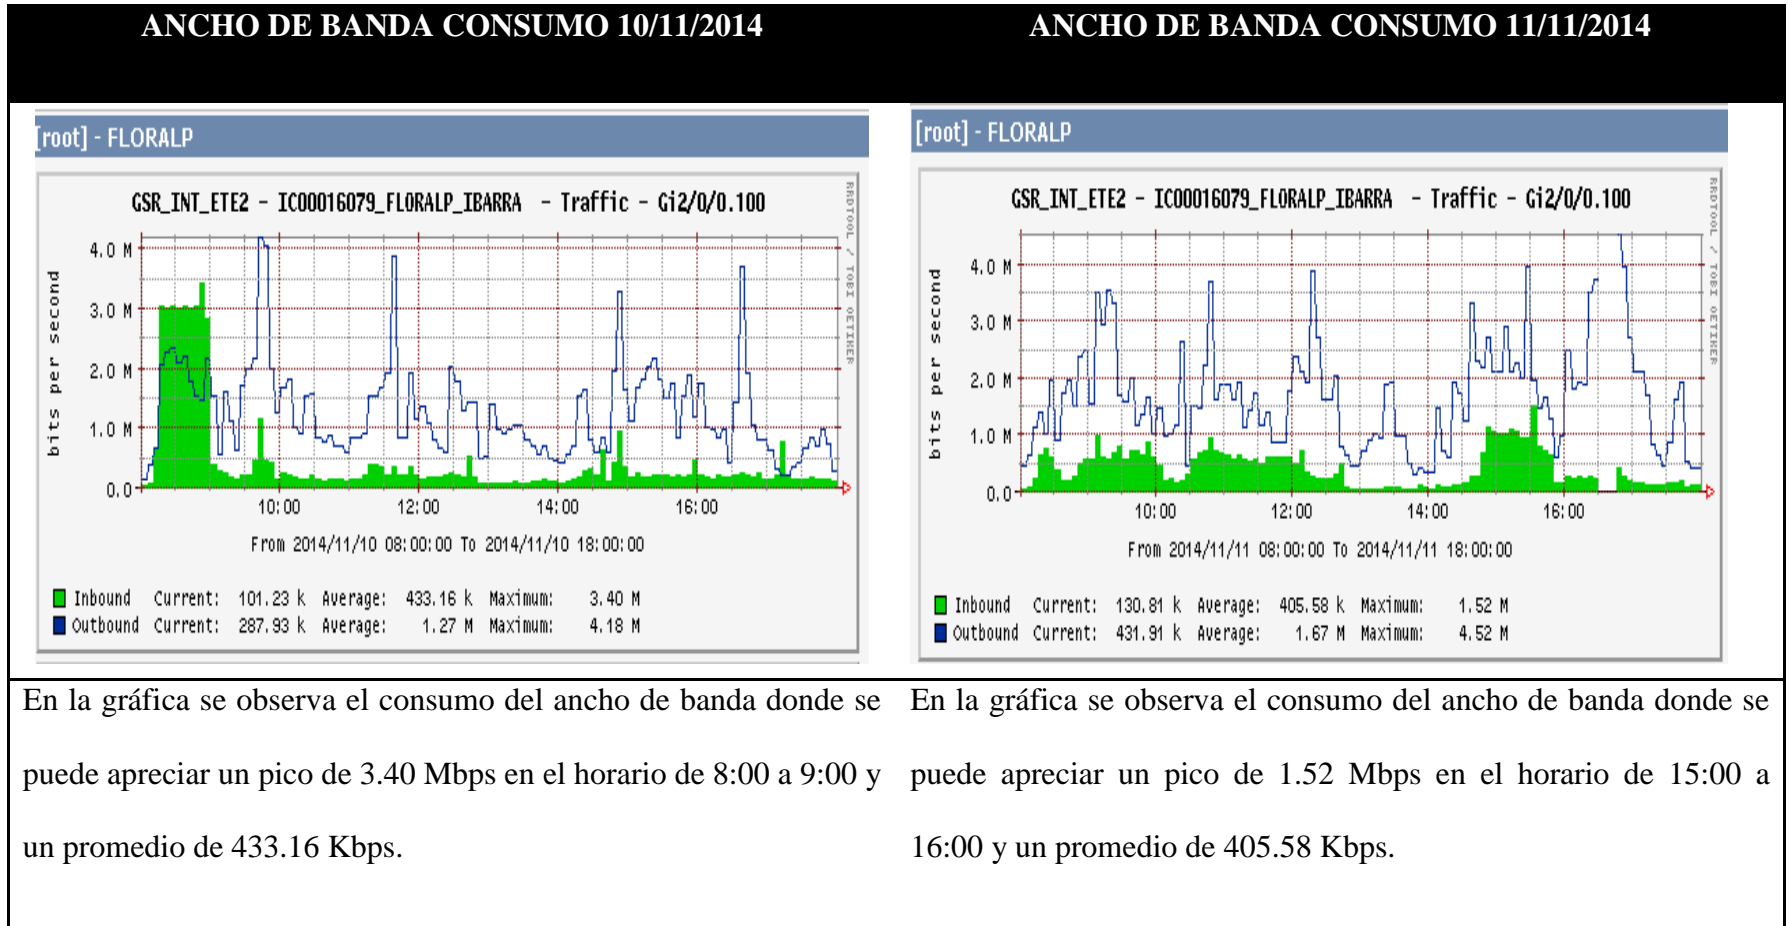 ANCHO DE BANDA CONSUMO 10/11/2014
[root] - FLORALP
GSR_INT_ETE2 - IC00016079_FLORALP_IBARRA - Traffic - Gi2/0/0.100
RRDTOOL / TOBI OETIKER
bits per second
4.0 M
3.0 M
2.0 M
1.0 M
0.0
10:00 12:00 14:00 16:00
From 2014/11/10 08:00:00 To 2014/11/10 18:00:00
Inbound Current: 101.23 k Average: 433.16 k Maximum: 3.40 M
Outbound Current: 287.93 k Average: 1.27 M Maximum: 4.18 M
En la gráfica se observa el consumo del ancho de banda donde se
puede apreciar un pico de 3.40 Mbps en el horario de 8:00 a 9:00 y
un promedio de 433.16 Kbps.
ANCHO DE BANDA CONSUMO 11/11/2014
[root] - FLORALP
GSR_INT_ETE2 - IC00016079_FLORALP_IBARRA - Traffic - Gi2/0/0.100
RRDTOOL / TOBI OETIKER
bits per second
4.0 M
3.0 M
2.0 M
1.0 M
0.0
10:00 12:00 14:00 16:00
From 2014/11/11 08:00:00 To 2014/11/11 18:00:00
Inbound Current: 130.81 k Average: 405.58 k Maximum: 1.52 M
Outbound Current: 431.91 k Average: 1.67 M Maximum: 4.52 M
En la gráfica se observa el consumo del ancho de banda donde se
puede apreciar un pico de 1.52 Mbps en el horario de 15:00 a
16:00 y un promedio de 405.58 Kbps.